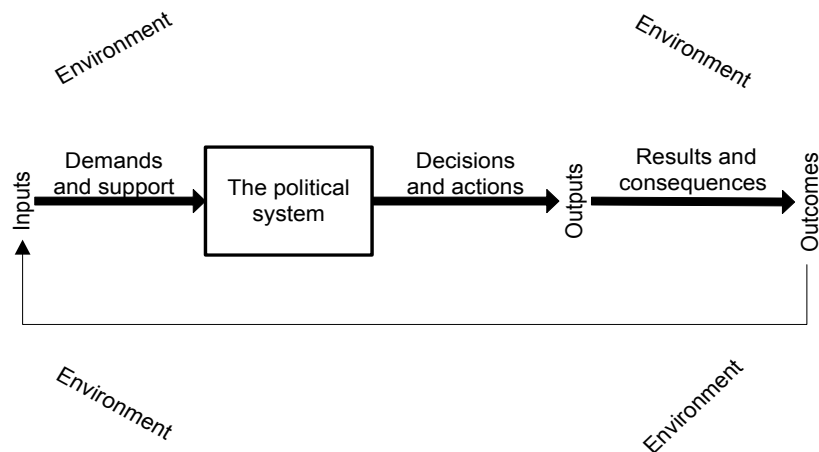 Environment
Environment
Inputs
Demands
and support
The political
system
Decisions
and actions
Outputs
Results and
consequences
Outcomes
Environment
Environment